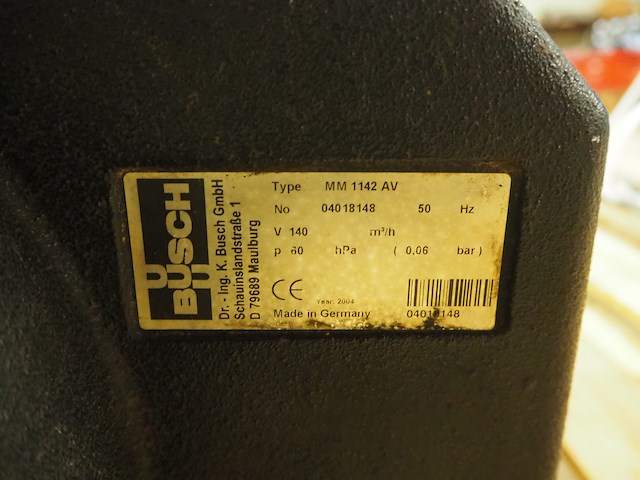 BUSCH
Dr. - Ing. K. Busch GmbH
Schauinslandstraße 1
D 79689 Maulburg
Type MM 1142 AV
No 04018148 50 Hz
V 140 m³/h
p 60 hPa ( 0,06 bar )
CE
Year: 2004
Made in Germany 04018148